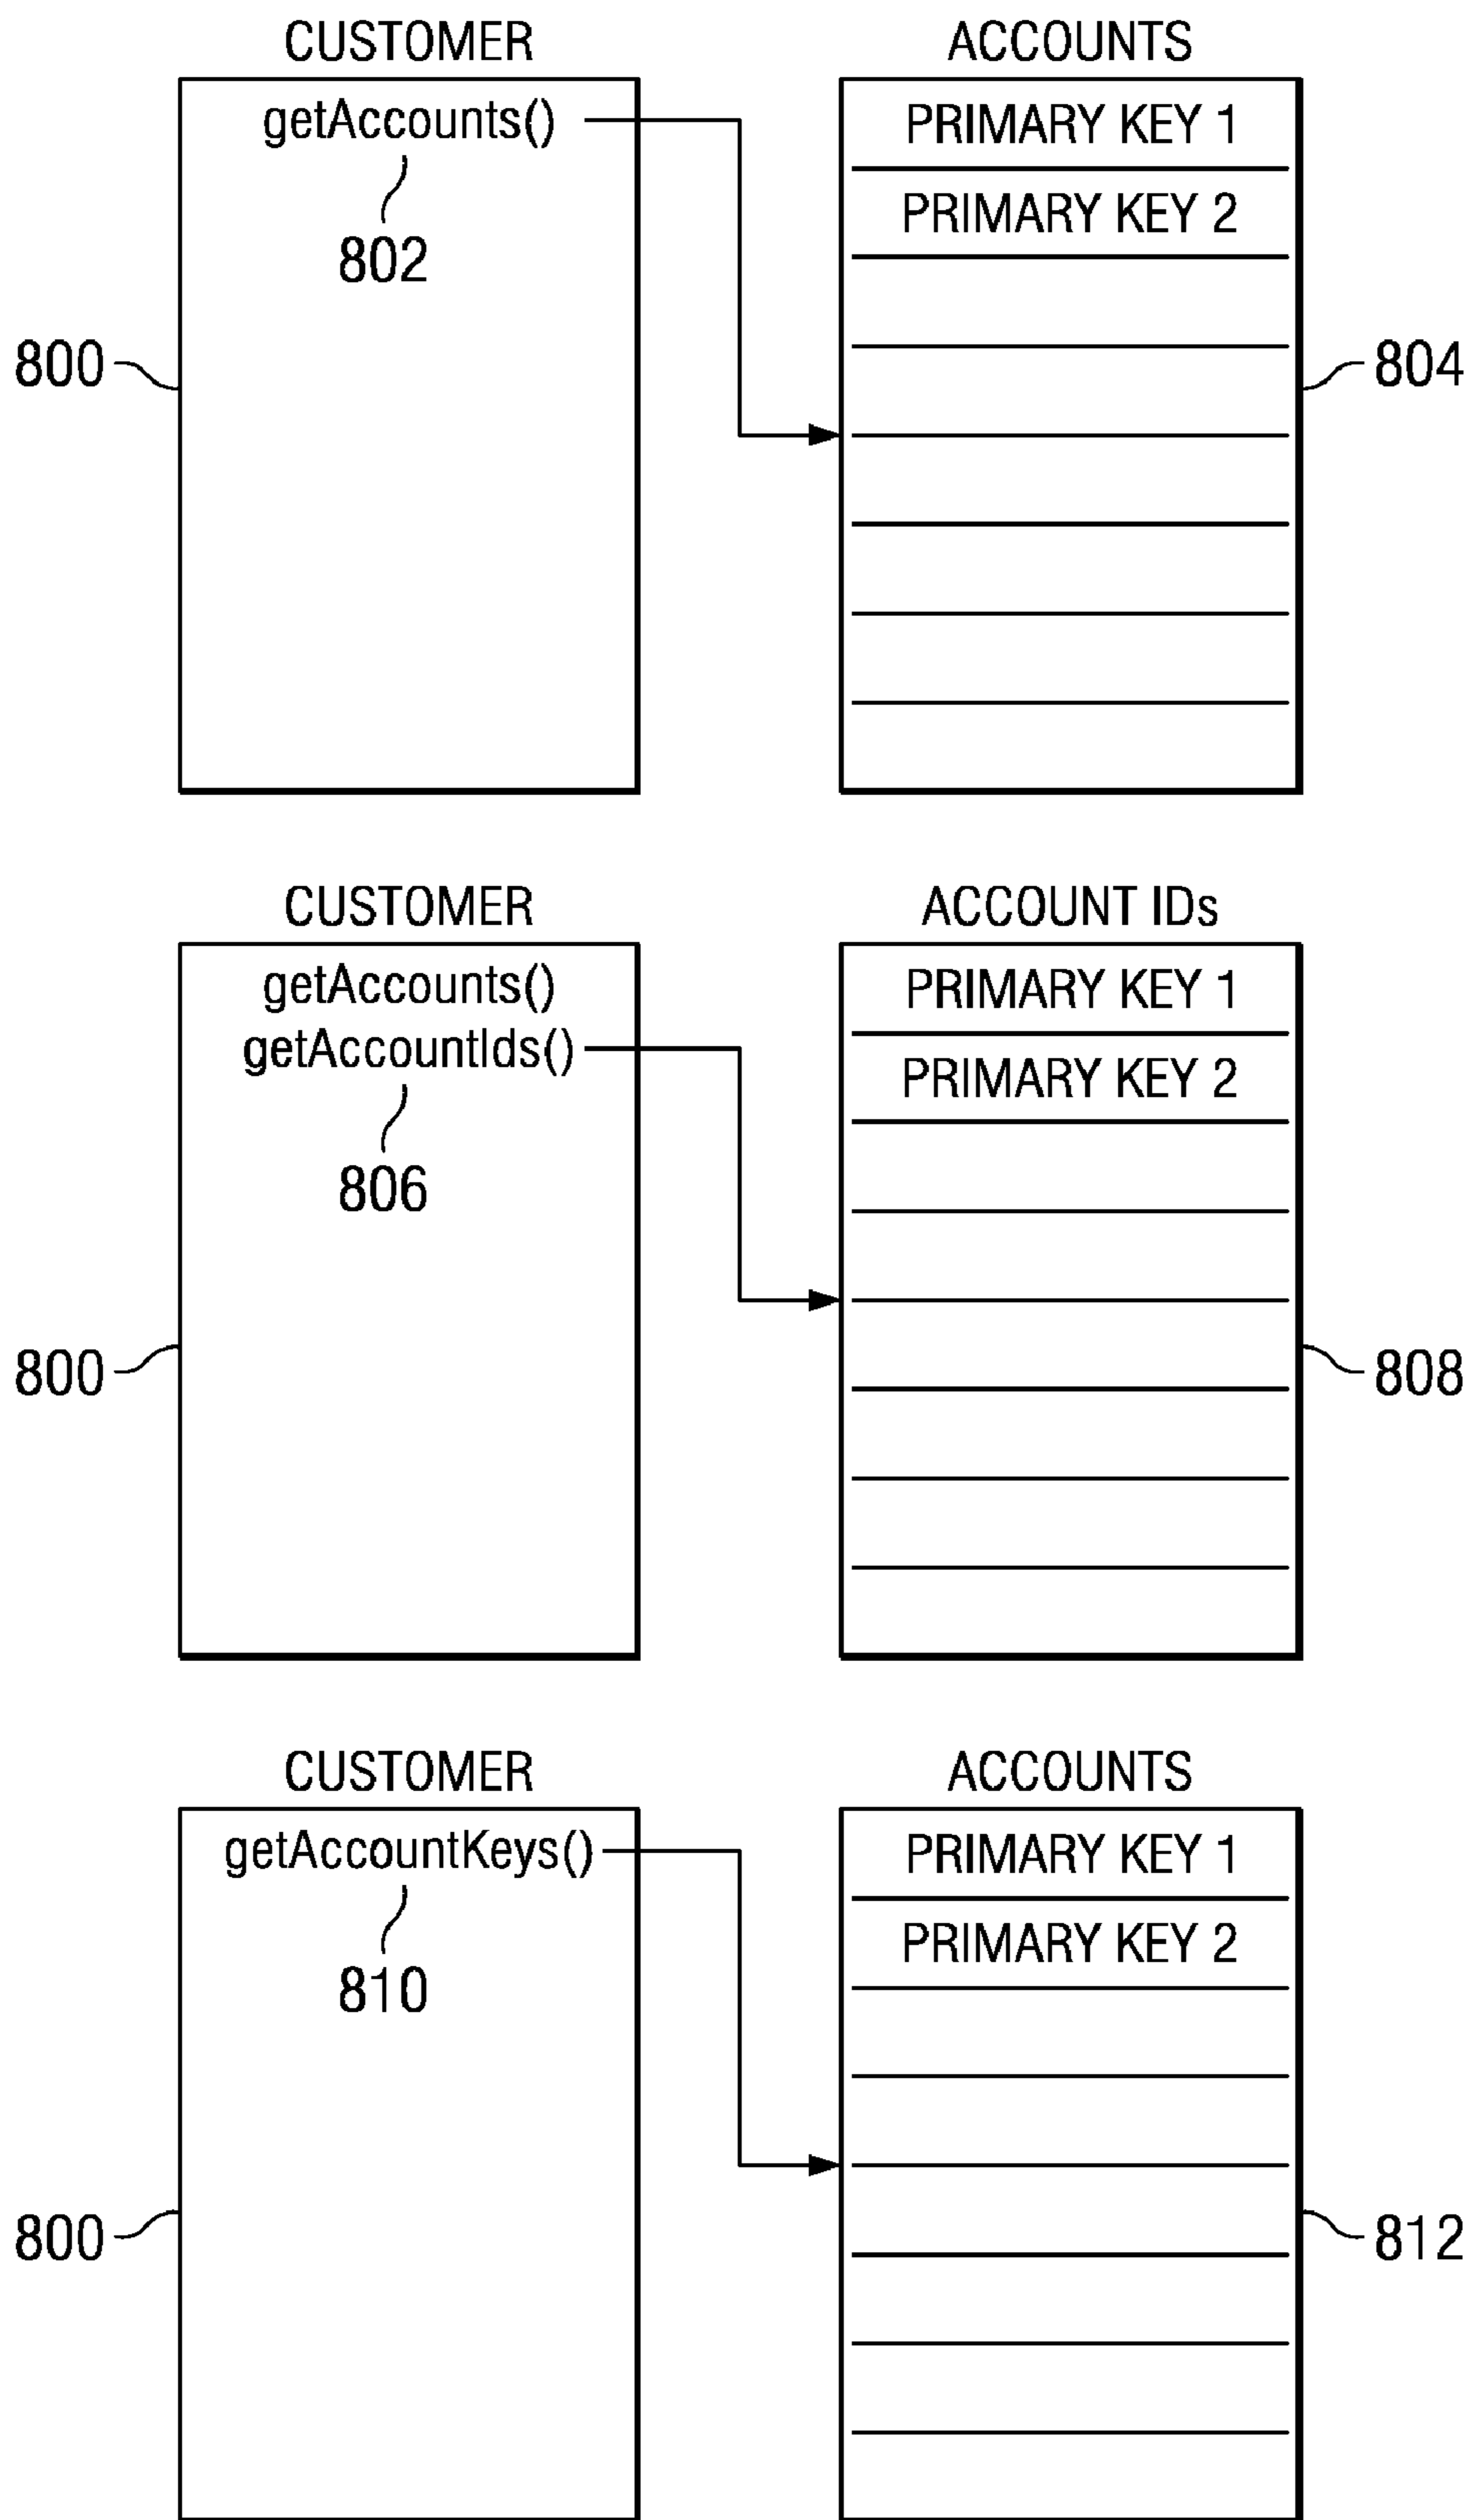 CUSTOMER ACCOUNTS
getAccounts() PRIMARY KEY 1
PRIMARY KEY 2
802
800 804
CUSTOMER ACCOUNT IDs
getAccounts() PRIMARY KEY 1
getAccountIds() PRIMARY KEY 2
806
800 808
CUSTOMER ACCOUNTS
getAccountKeys() PRIMARY KEY 1
PRIMARY KEY 2
810
800 812